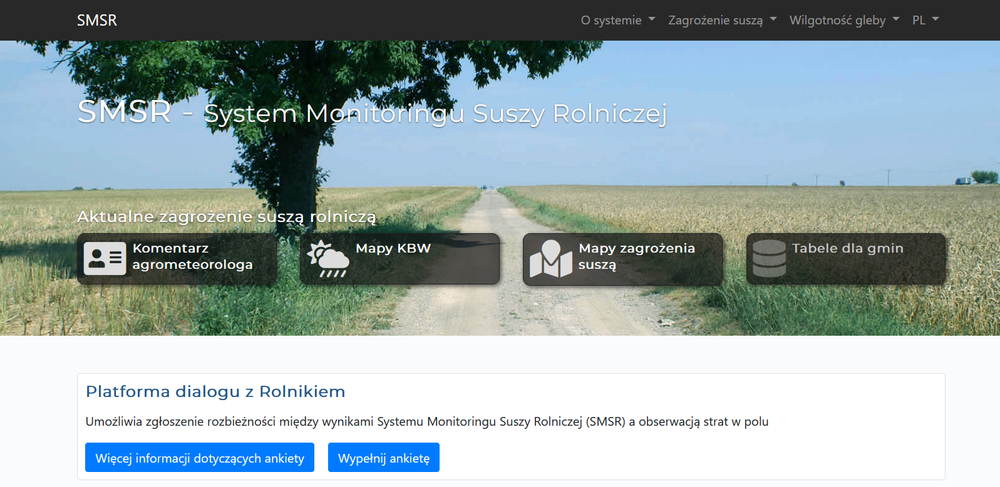 SMSR
O systemie
Zagrożenie suszą
Wilgotność gleby
PL
SMSR - System Monitoringu Suszy Rolniczej
Aktualne zagrożenie suszą rolniczą
Komentarz
agrometeorologa
Mapy KBW
Mapy zagrożenia
suszą
Tabele dla gmin
Platforma dialogu z Rolnikiem
Umożliwia zgłoszenie rozbieżności między wynikami Systemu Monitoringu Suszy Rolniczej (SMSR) a obserwacją strat w polu
Więcej informacji dotyczących ankiety
Wypełnij ankietę